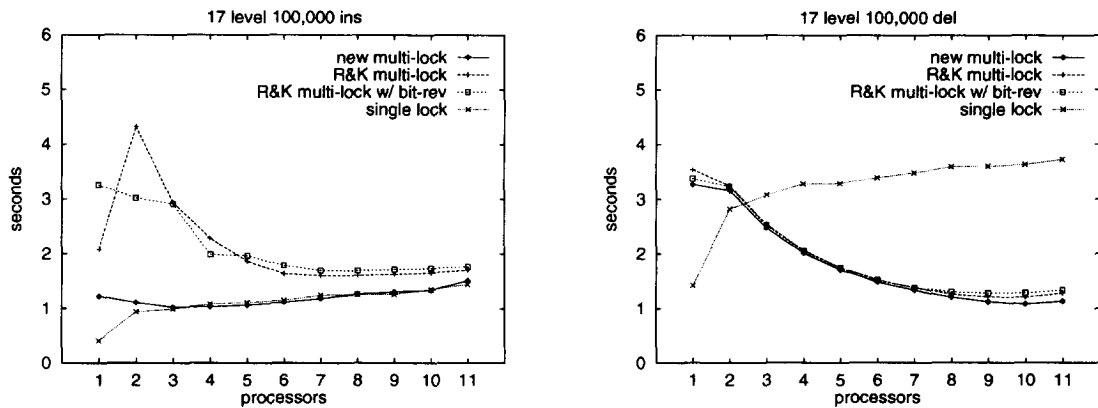 17 level 100,000 ins
6
5
4
3
2
1
0
seconds
new multi-lock
R&K multi-lock
R&K multi-lock w/ bit-rev
single lock
1 2 3 4 5 6 7 8 9 10 11
processors
17 level 100,000 del
6
5
4
3
2
1
0
seconds
new multi-lock
R&K multi-lock
R&K multi-lock w/ bit-rev
single lock
1 2 3 4 5 6 7 8 9 10 11
processors